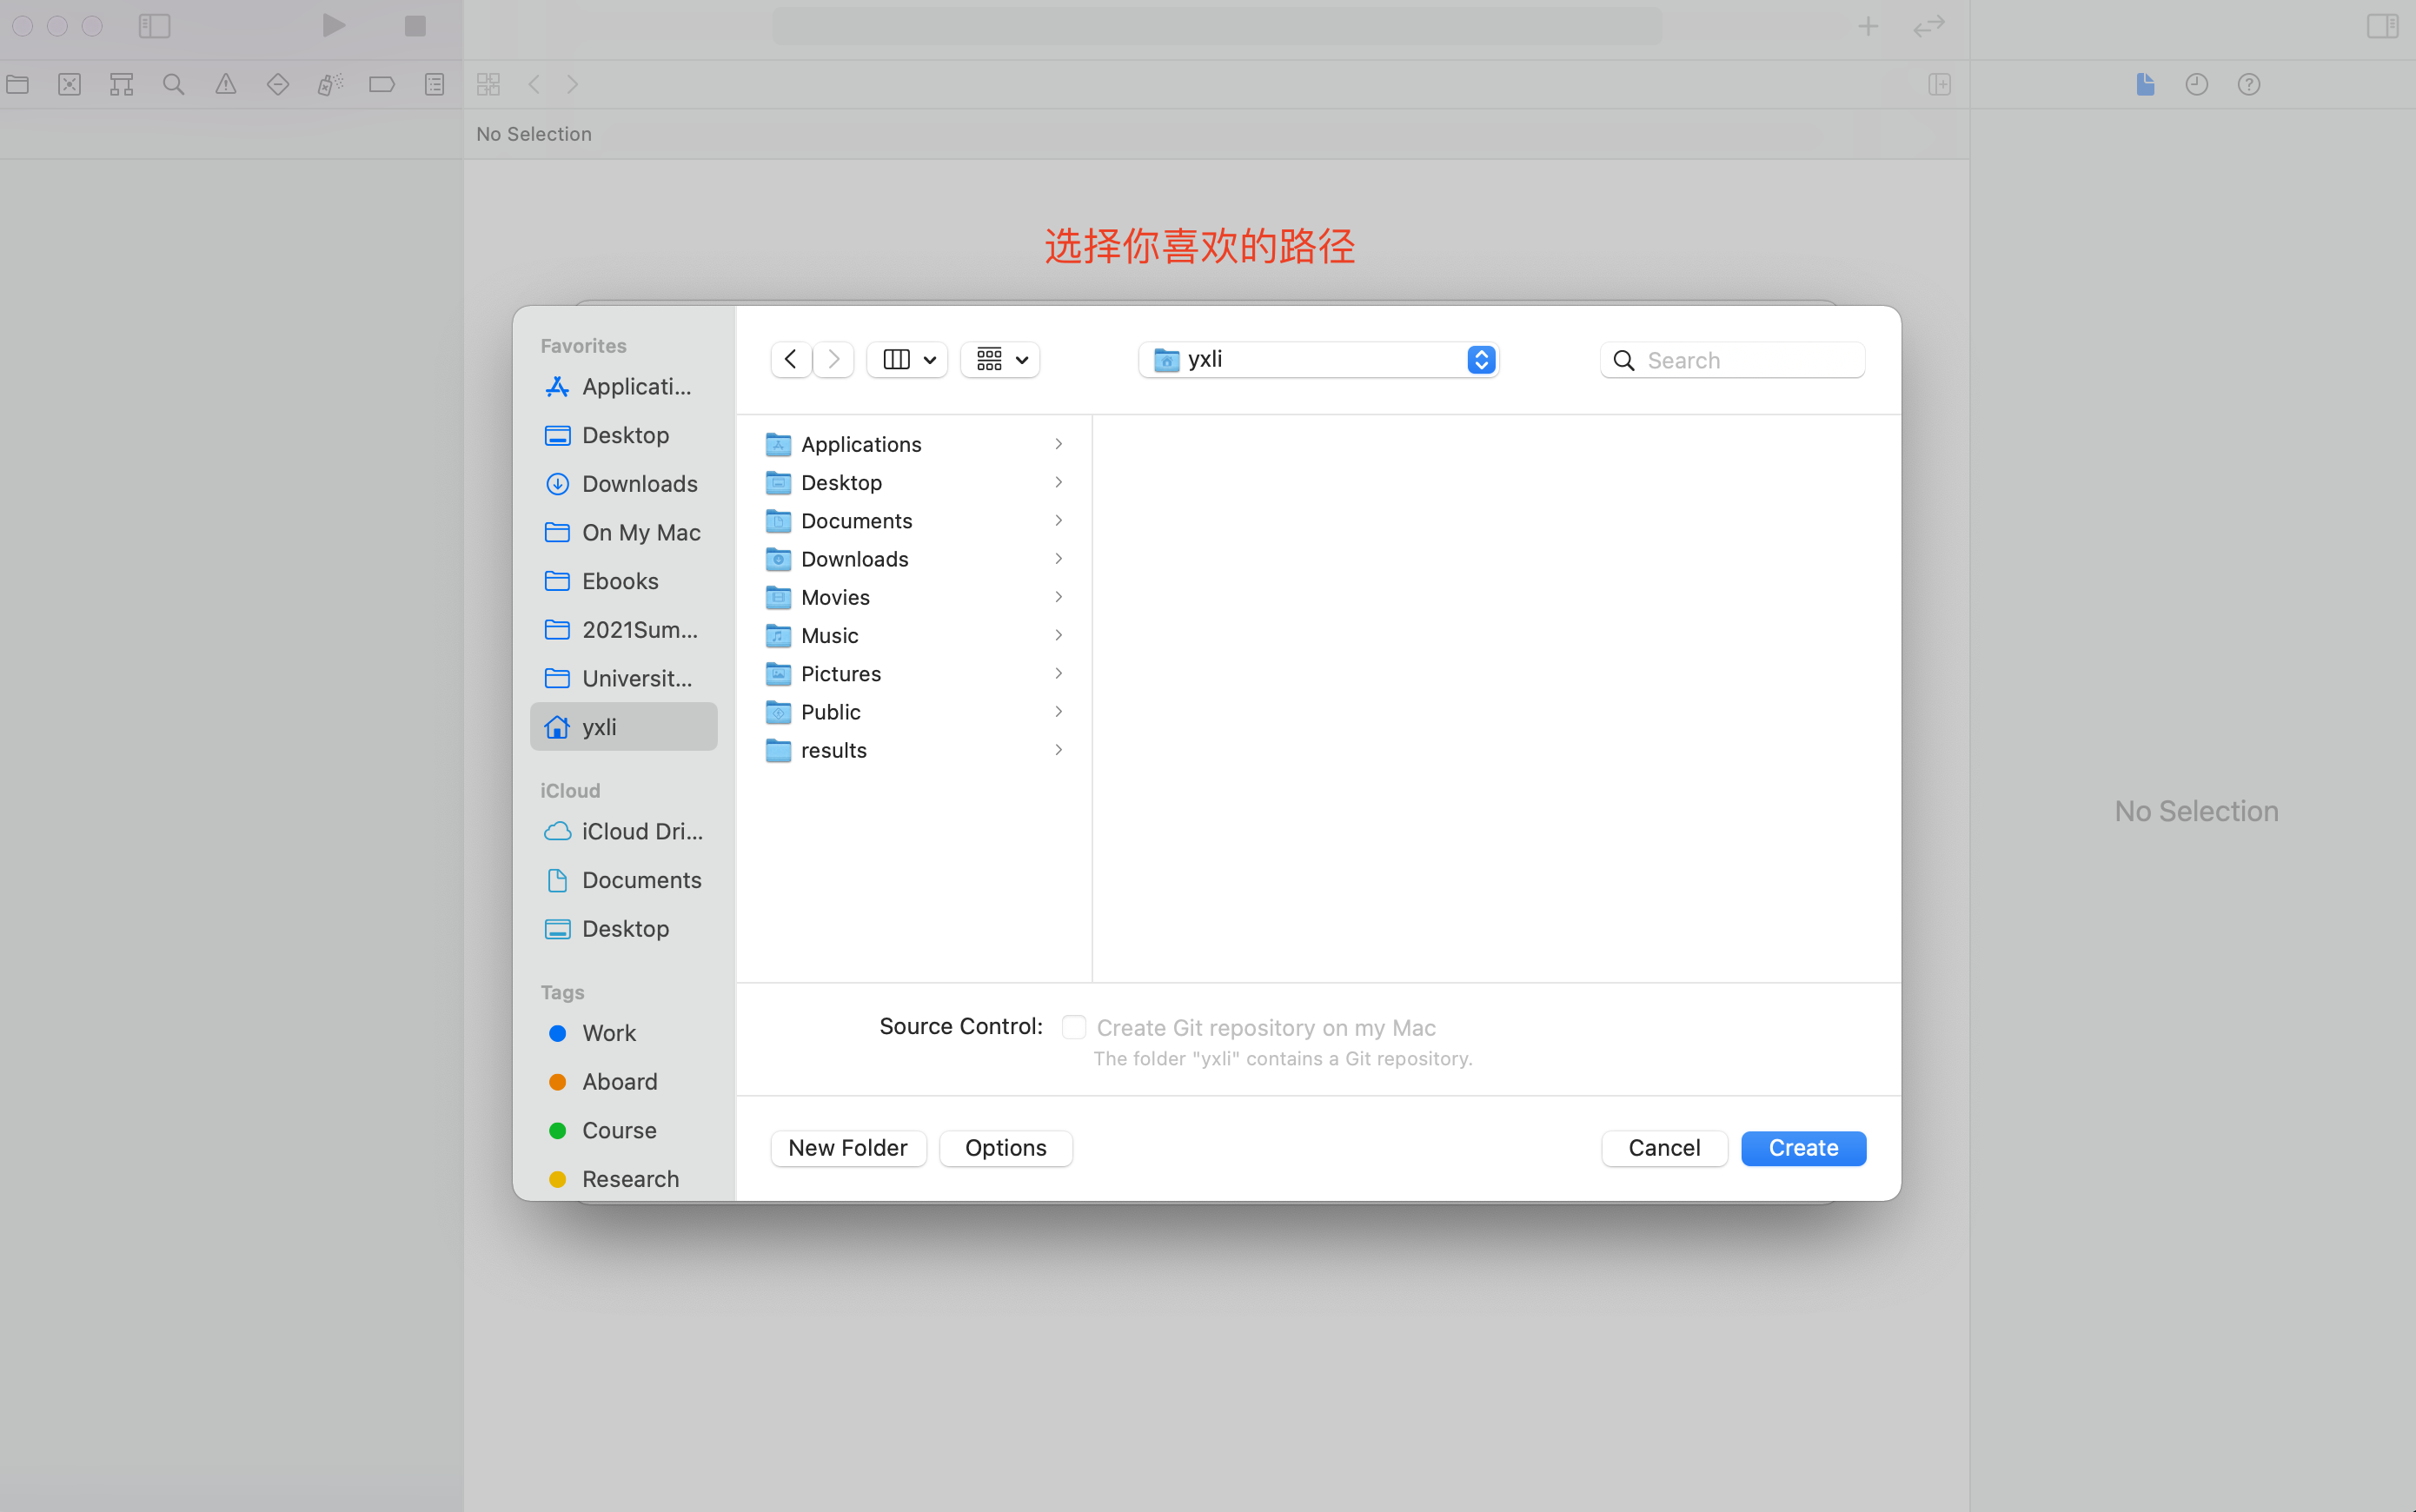 No Selection
选择你喜欢的路径
Favorites
Applicati...
Desktop
Downloads
On My Mac
Ebooks
2021Sum...
Universit...
yxli
iCloud
iCloud Dri...
Documents
Desktop
Tags
Work
Aboard
Course
Research
yxli
Search
Applications
Desktop
Documents
Downloads
Movies
Music
Pictures
Public
results
Source Control: Create Git repository on my Mac
The folder "yxli" contains a Git repository.
New Folder
Options
Cancel
Create
No Selection